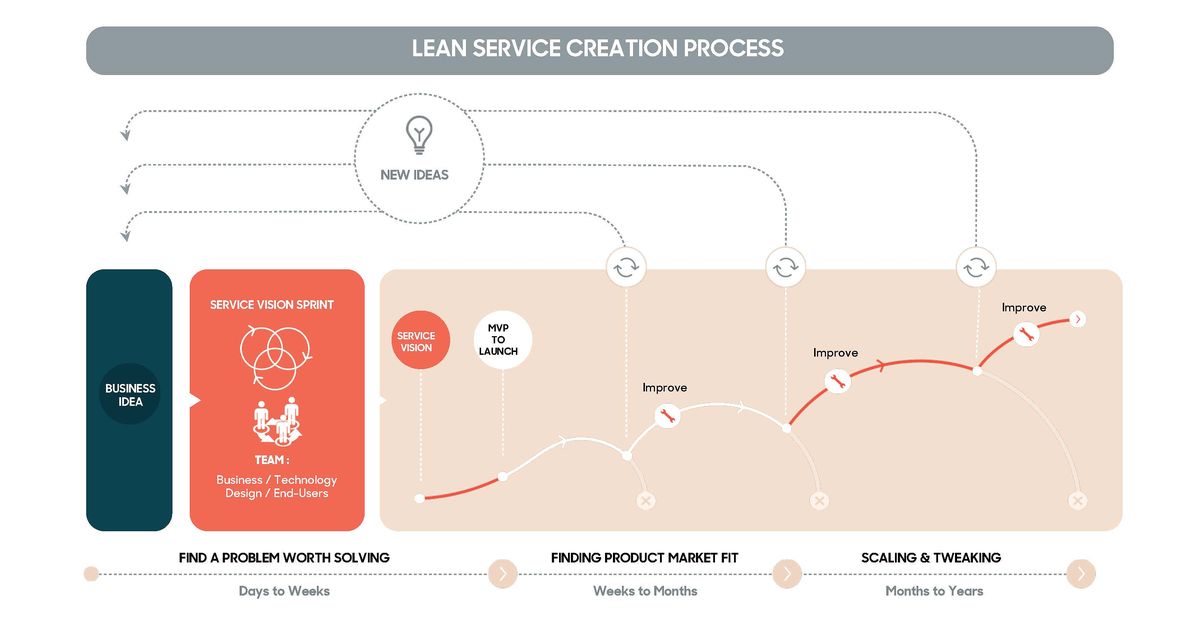 LEAN SERVICE CREATION PROCESS
NEW IDEAS
BUSINESS
IDEA
SERVICE VISION SPRINT
TEAM :
Business / Technology
Design / End-Users
SERVICE
VISION
MVP
TO
LAUNCH
Improve
Improve
Improve
FIND A PROBLEM WORTH SOLVING
Days to Weeks
FINDING PRODUCT MARKET FIT
Weeks to Months
SCALING & TWEAKING
Months to Years